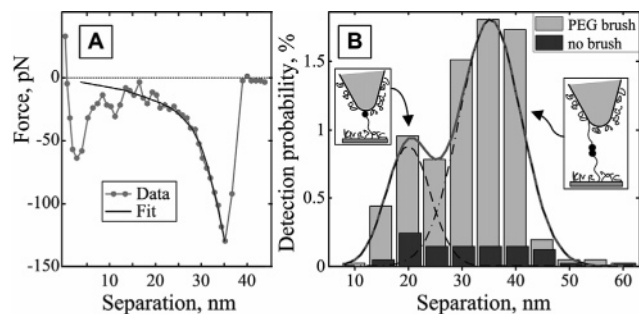 A
Force, pN
0
-50
-100
-150
Data
Fit
10
20
30
40
Separation, nm
B
PEG brush
no brush
Detection probability, %
1.5
1
0.5
0
10
20
30
40
50
60
Separation, nm